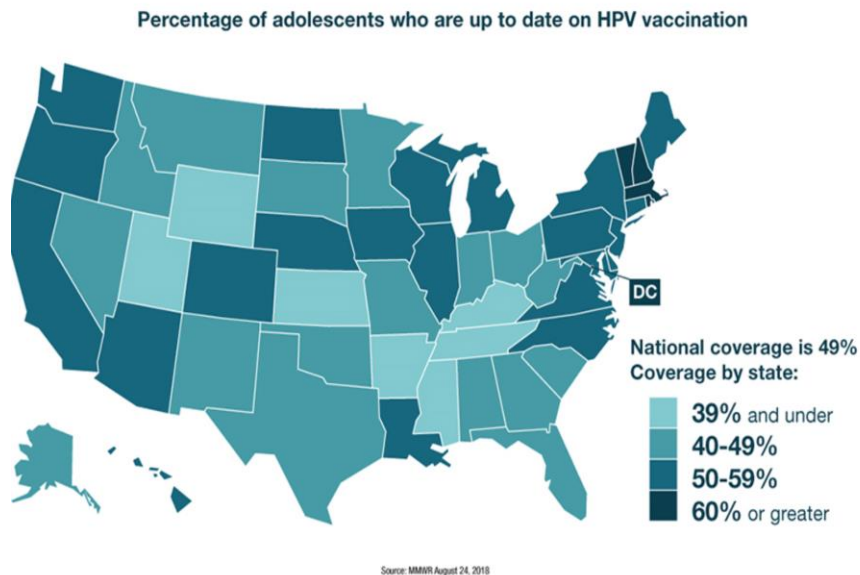 Percentage of adolescents who are up to date on HPV vaccination
DC
National coverage is 49%
Coverage by state:
39% and under
40-49%
50-59%
60% or greater
Source: MMWR August 24, 2018